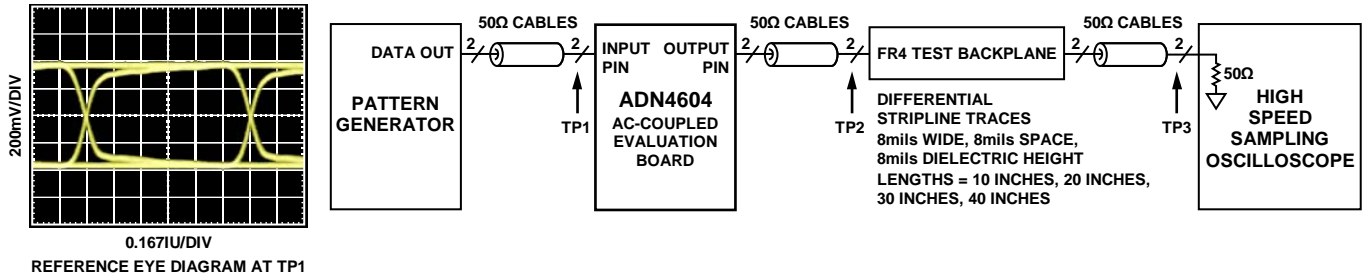 200mV/DIV
0.167IU/DIV
REFERENCE EYE DIAGRAM AT TP1
DATA OUT
PATTERN
GENERATOR
50Ω CABLES
2
2
TP1
INPUT
PIN
OUTPUT
PIN
ADN4604
AC-COUPLED
EVALUATION
BOARD
50Ω CABLES
2
2
TP2
FR4 TEST BACKPLANE
DIFFERENTIAL
STRIPLINE TRACES
8mils WIDE, 8mils SPACE,
8mils DIELECTRIC HEIGHT
LENGTHS = 10 INCHES, 20 INCHES,
30 INCHES, 40 INCHES
50Ω CABLES
2
2
TP3
50Ω
HIGH
SPEED
SAMPLING
OSCILLOSCOPE